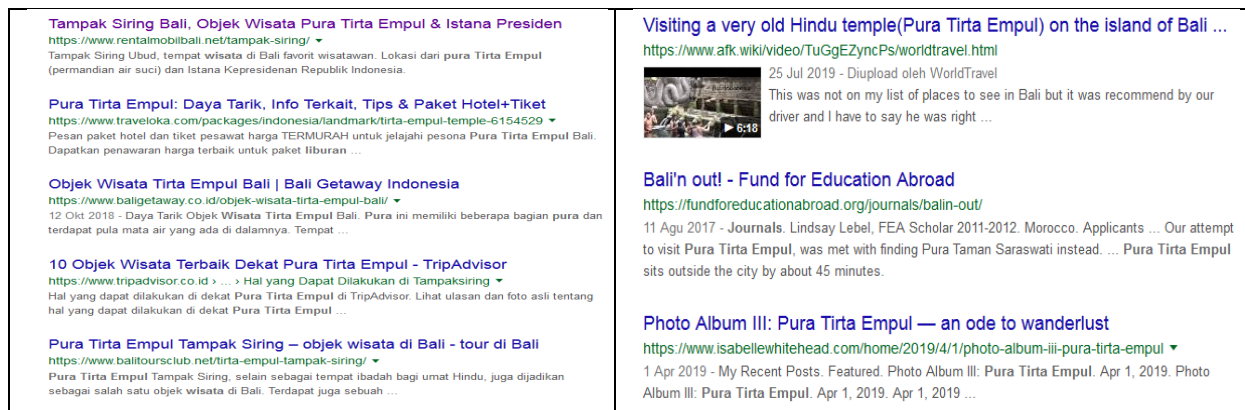 Tampak Siring Bali, Objek Wisata Pura Tirta Empul & Istana Presiden
https://www.rentalmobilbali.net/tampak-siring/
Tampak Siring Ubud, tempat wisata di Bali favorit wisatawan. Lokasi dari pura Tirta Empul
(permandian air suci) dan Istana Kepresidenan Republik Indonesia.
Pura Tirta Empul: Daya Tarik, Info Terkait, Tips & Paket Hotel+Tiket
https://www.traveloka.com/packages/indonesia/landmark/tirta-empul-temple-6154529
Pesan paket hotel dan tiket pesawat harga TERMURAH untuk jelajahi pesona Pura Tirta Empul Bali.
Dapatkan penawaran harga terbaik untuk paket liburan ...
Objek Wisata Tirta Empul Bali | Bali Getaway Indonesia
https://www.baligetaway.co.id/objek-wisata-tirta-empul-bali/
12 Okt 2018 - Daya Tarik Objek Wisata Tirta Empul Bali. Pura ini memiliki beberapa bagian pura dan
terdapat pula mata air yang ada di dalamnya. Tempat ...
10 Objek Wisata Terbaik Dekat Pura Tirta Empul - TripAdvisor
https://www.tripadvisor.co.id › ... › Hal yang Dapat Dilakukan di Tampaksiring
Hal yang dapat dilakukan di dekat Pura Tirta Empul di TripAdvisor. Lihat ulasan dan foto asli tentang
hal yang dapat dilakukan di dekat Pura Tirta Empul ...
Pura Tirta Empul Tampak Siring – objek wisata di Bali - tour di Bali
https://www.balitoursclub.net/tirta-empul-tampak-siring/
Pura Tirta Empul Tampak Siring, selain sebagai tempat ibadah bagi umat Hindu, juga dijadikan
sebagai salah satu objek wisata di Bali. Terdapat juga sebuah ...
Visiting a very old Hindu temple(Pura Tirta Empul) on the island of Bali ...
https://www.afk.wiki/video/TuGgEZyncPs/worldtravel.html
25 Jul 2019 - Diupload oleh WorldTravel
This was not on my list of places to see in Bali but it was recommend by our
driver and I have to say he was right ...
6:18
Bali'n out! - Fund for Education Abroad
https://fundforeducationabroad.org/journals/balin-out/
11 Agu 2017 - Journals. Lindsay Lebel, FEA Scholar 2011-2012. Morocco. Applicants ... Our attempt
to visit Pura Tirta Empul, was met with finding Pura Taman Saraswati instead. ... Pura Tirta Empul
sits outside the city by about 45 minutes.
Photo Album III: Pura Tirta Empul — an ode to wanderlust
https://www.isabellewhitehead.com/home/2019/4/1/photo-album-iii-pura-tirta-empul
1 Apr 2019 - My Recent Posts. Featured. Photo Album III: Pura Tirta Empul. Apr 1, 2019. Photo
Album III: Pura Tirta Empul. Apr 1, 2019. Apr 1, 2019 ...